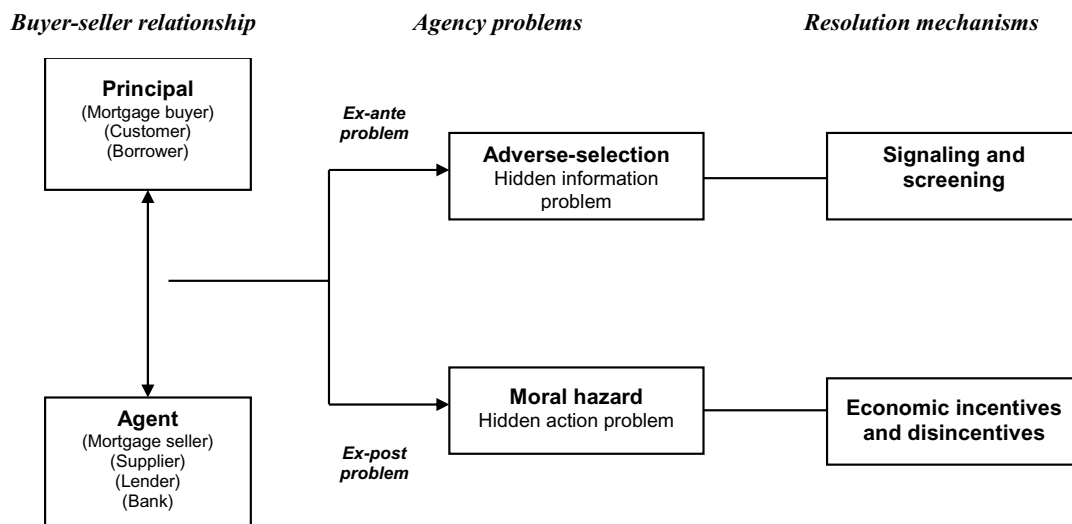 Buyer-seller relationship
Agency problems
Resolution mechanisms
Principal
(Mortgage buyer)
(Customer)
(Borrower)
Ex-ante
problem
Adverse-selection
Hidden information
problem
Signaling and
screening
Agent
(Mortgage seller)
(Supplier)
(Lender)
(Bank)
Ex-post
problem
Moral hazard
Hidden action problem
Economic incentives
and disincentives